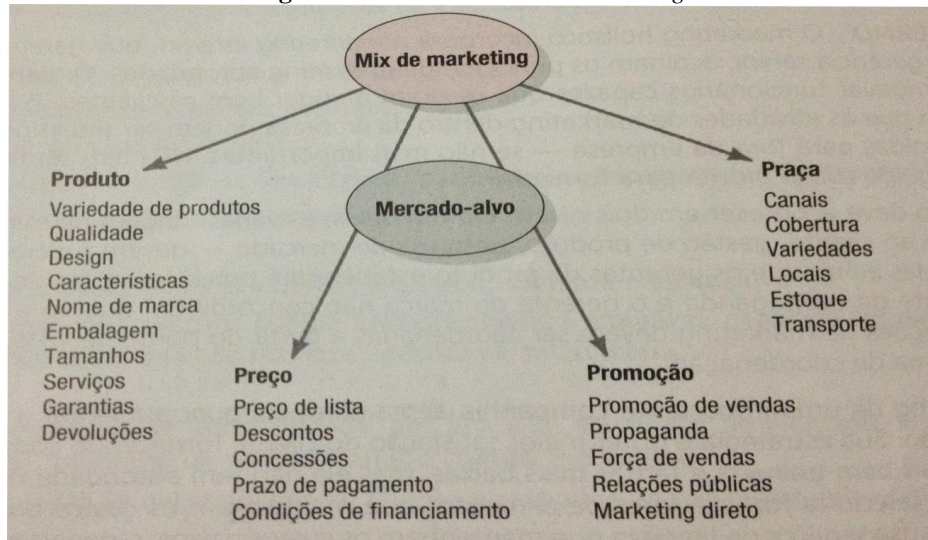 Mix de marketing
Mercado-alvo
Produto
Variedade de produtos
Qualidade
Design
Características
Nome de marca
Embalagem
Tamanhos
Serviços
Garantias
Devoluções
Preço
Preço de lista
Descontos
Concessões
Prazo de pagamento
Condições de financiamento
Promoção
Promoção de vendas
Propaganda
Força de vendas
Relações públicas
Marketing direto
Praça
Canais
Cobertura
Variedades
Locais
Estoque
Transporte